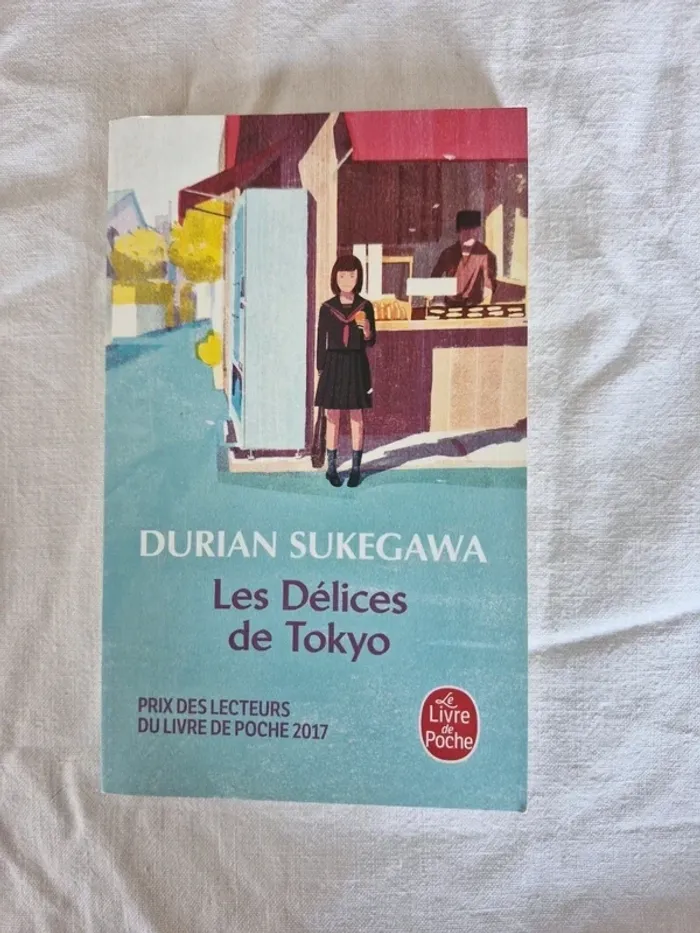 DURIAN SUKEGAWA
Les Délices
de Tokyo
PRIX DES LECTEURS
DU LIVRE DE POCHE 2017
Le
Livre
de
Poche